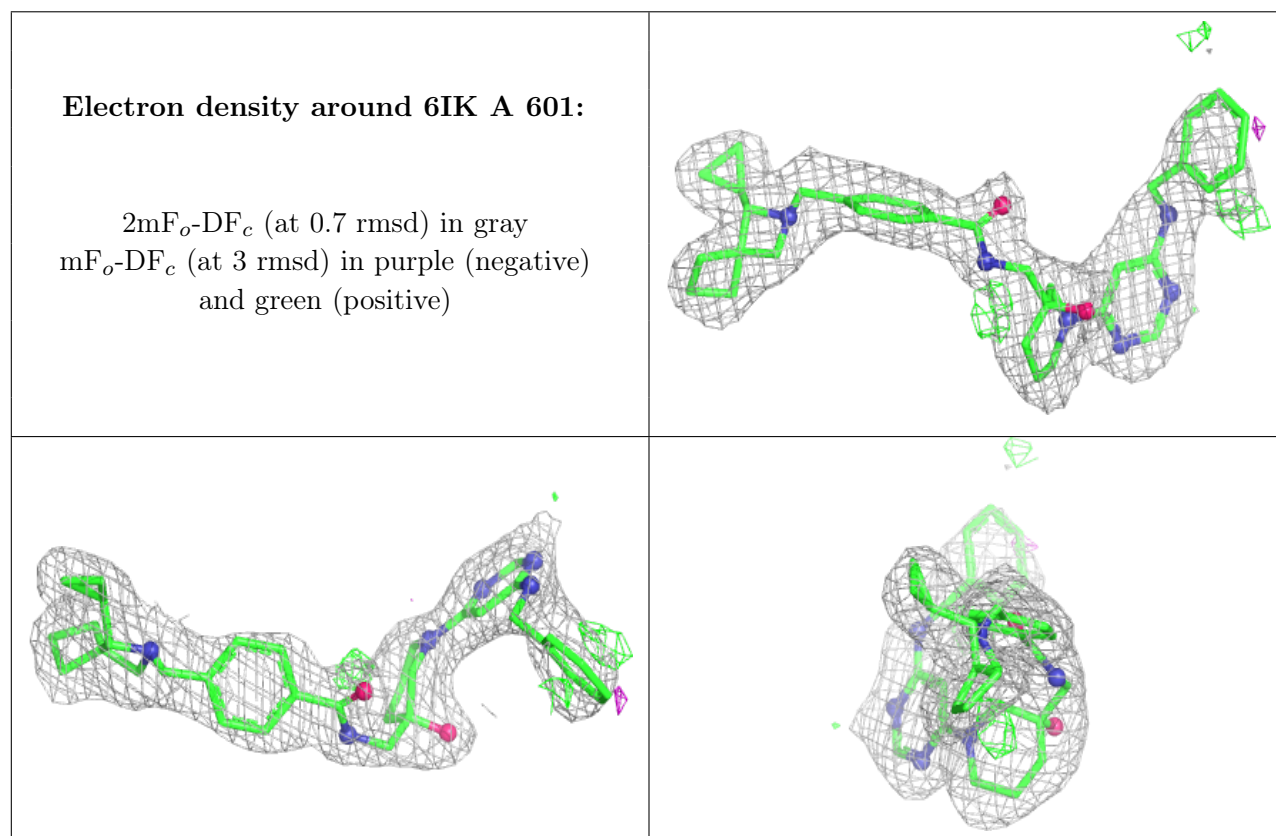 Electron density around 6IK A 601:
2mFo-DFc (at 0.7 rmsd) in gray
mFo-DFc (at 3 rmsd) in purple (negative)
and green (positive)